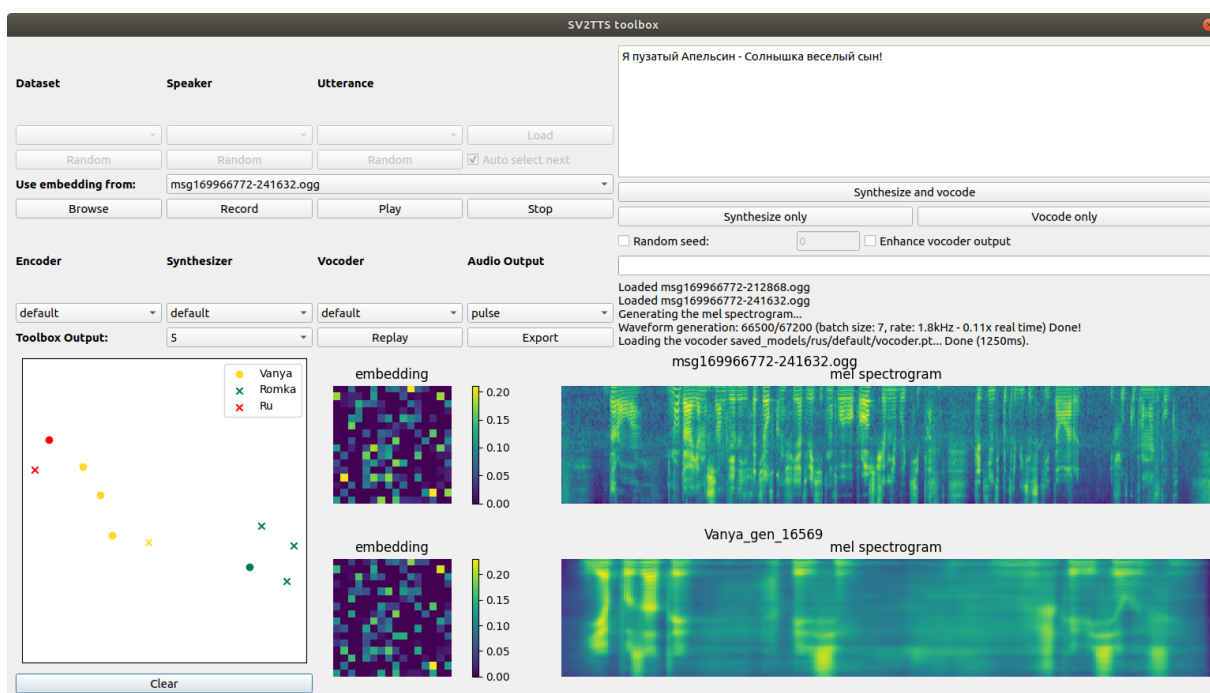 SV2TTS toolbox
Dataset Speaker Utterance
Load
Random Random Random Auto select next
Use embedding from: msg169966772-241632.ogg
Browse Record Play Stop
Encoder Synthesizer Vocoder Audio Output
default default default pulse
Toolbox Output: 5 Replay Export
Я пузатый Апельсин - Солнышка веселый сын!
Synthesize and vocode
Synthesize only Vocode only
Random seed: 0 Enhance vocoder output
Loaded msg169966772-212868.ogg
Loaded msg169966772-241632.ogg
Generating the mel spectrogram...
Waveform generation: 66500/67200 (batch size: 7, rate: 1.8kHz - 0.11x real time) Done!
Loading the vocoder saved_models/rus/default/vocoder.pt... Done (1250ms).
Vanya
Romka
Ru
Clear
msg169966772-241632.ogg
embedding mel spectrogram
0.20
0.15
0.10
0.05
0.00
Vanya_gen_16569
embedding mel spectrogram
0.20
0.15
0.10
0.05
0.00